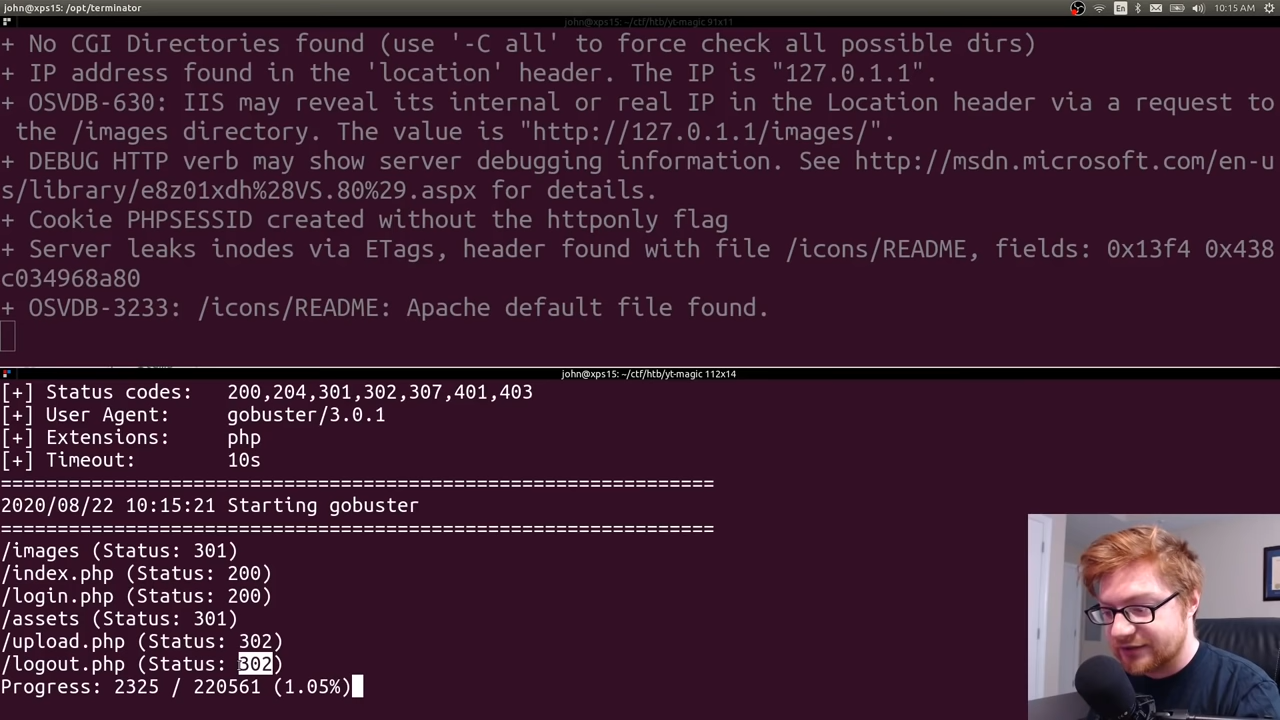 john@xps15: /opt/terminator
En
10:15 AM
john@xps15: ~/ctf/htb/yt-magic 91x11
+ No CGI Directories found (use '-C all' to force check all possible dirs)
+ IP address found in the 'location' header. The IP is "127.0.1.1".
+ OSVDB-630: IIS may reveal its internal or real IP in the Location header via a request to
the /images directory. The value is "http://127.0.1.1/images/".
+ DEBUG HTTP verb may show server debugging information. See http://msdn.microsoft.com/en-u
s/library/e8z01xdh%28VS.80%29.aspx for details.
+ Cookie PHPSESSID created without the httponly flag
+ Server leaks inodes via ETags, header found with file /icons/README, fields: 0x13f4 0x438
c034968a80
+ OSVDB-3233: /icons/README: Apache default file found.
john@xps15: ~/ctf/htb/yt-magic 112x14
[+] Status codes: 200,204,301,302,307,401,403
[+] User Agent: gobuster/3.0.1
[+] Extensions: php
[+] Timeout: 10s
===============================================================
2020/08/22 10:15:21 Starting gobuster
===============================================================
/images (Status: 301)
/index.php (Status: 200)
/login.php (Status: 200)
/assets (Status: 301)
/upload.php (Status: 302)
/logout.php (Status: 302)
Progress: 2325 / 220561 (1.05%)